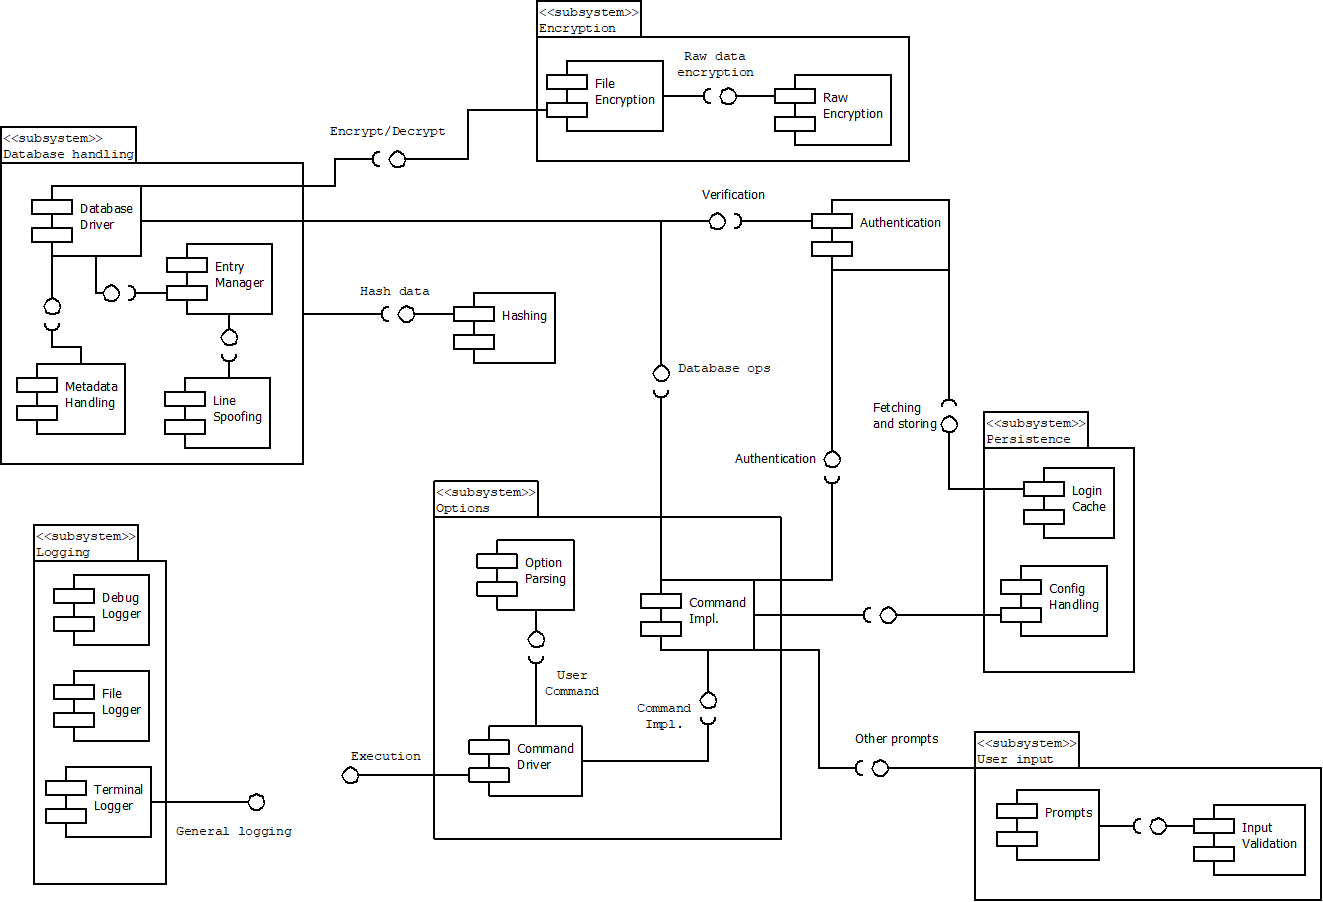 <<subsystem>>
Encryption
File
Encryption
Raw data
encryption
Raw
Encryption
Encrypt/Decrypt
<<subsystem>>
Database handling
Database
Driver
Entry
Manager
Metadata
Handling
Line
Spoofing
Hash data
Hashing
Verification
Authentication
Database ops
Authentication
Fetching
and storing
<<subsystem>>
Persistence
Login
Cache
Config
Handling
<<subsystem>>
Options
Option
Parsing
Command
Impl.
User
Command
Command
Impl.
Command
Driver
Execution
<<subsystem>>
Logging
Debug
Logger
File
Logger
Terminal
Logger
General logging
Other prompts
<<subsystem>>
User input
Prompts
Input
Validation